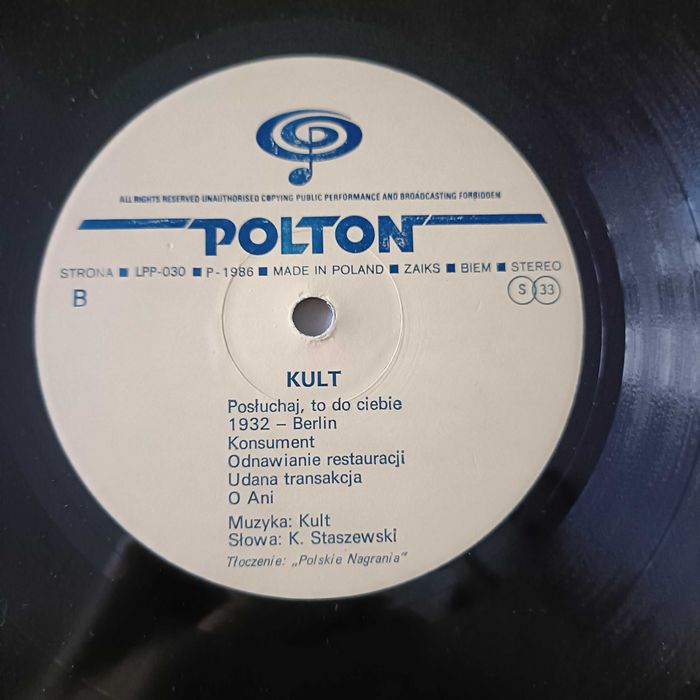 ALL RIGHTS RESERVED UNAUTHORISED COPYING PUBLIC PERFORMANCE AND BROADCASTING FORBIDDEN
POLTON
STRONA ■ LPP-030 ■ P-1986 ■ MADE IN POLAND ■ ZAIKS ■ BIEM ■ STEREO
B S 33
KULT
Posłuchaj, to do ciebie
1932 – Berlin
Konsument
Odnawianie restauracji
Udana transakcja
O Ani
Muzyka: Kult
Słowa: K. Staszewski
Tłoczenie: „Polskie Nagrania"